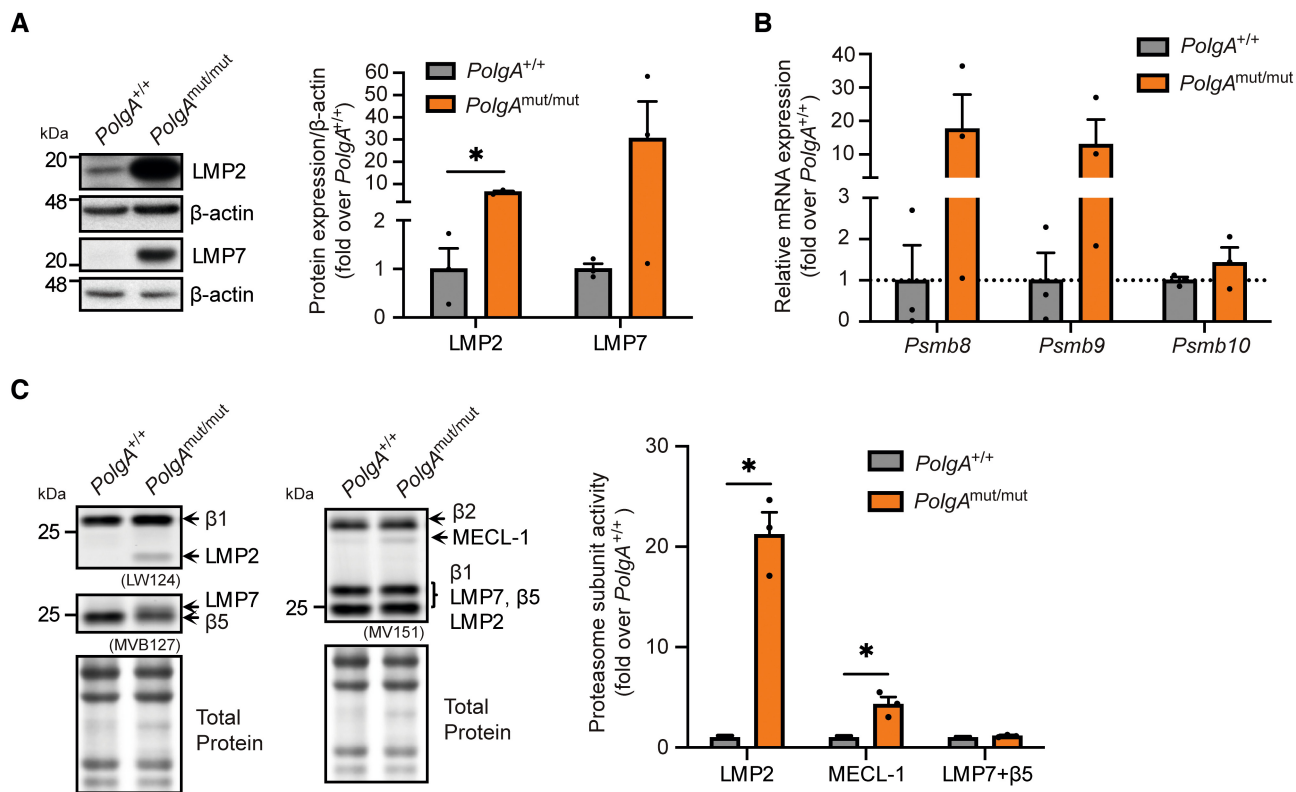 A
kDa
PolgA+/+
PolgAmut/mut
20
LMP2
48
β-actin
20
LMP7
48
β-actin
Protein expression/β-actin
(fold over PolgA+/+)
60
50
40
30
20
10
2
1
0
PolgA+/+
PolgAmut/mut
*
LMP2
LMP7
B
Relative mRNA expression
(fold over PolgA+/+)
40
30
20
10
3
2
1
0
PolgA+/+
PolgAmut/mut
Psmb8
Psmb9
Psmb10
C
kDa
PolgA+/+
PolgAmut/mut
25
β1
LMP2
(LW124)
25
LMP7
β5
(MVB127)
Total
Protein
kDa
PolgA+/+
PolgAmut/mut
β2
MECL-1
β1
25
LMP7, β5
LMP2
(MV151)
Total
Protein
Proteasome subunit activity
(fold over PolgA+/+)
30
20
10
0
PolgA+/+
PolgAmut/mut
*
*
LMP2
MECL-1
LMP7+β5